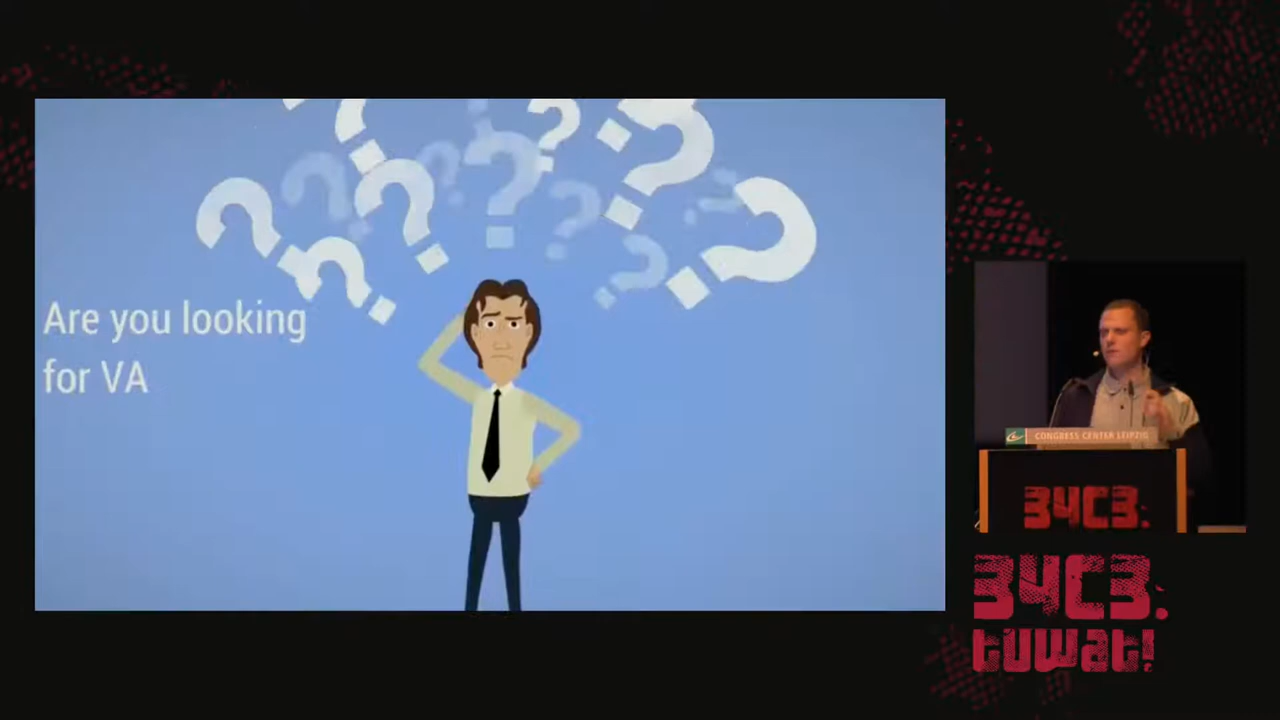 Are you looking
for VA
CONGRESS CENTER LEIPZIG
34C3:
34C3:
tuwat!